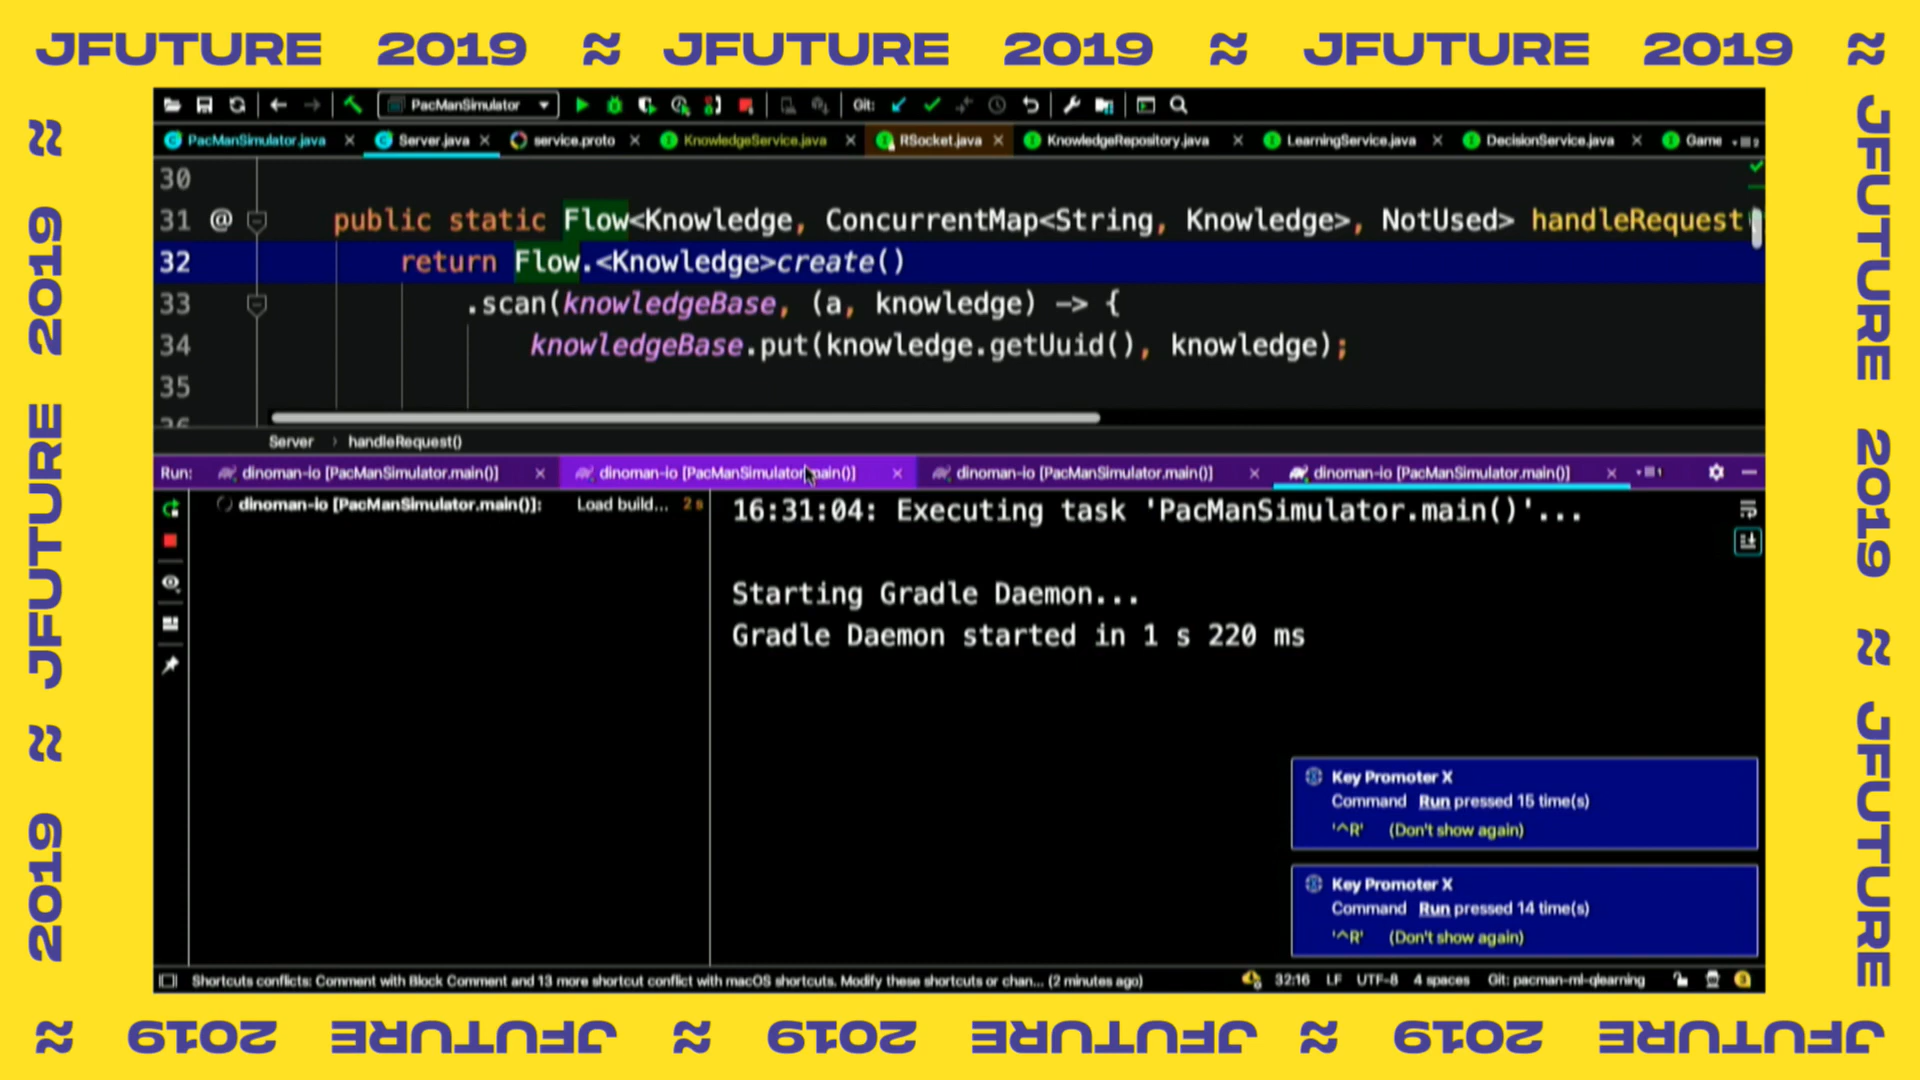 JFUTURE 2019 ≈ JFUTURE 2019 ≈ JFUTURE 2019 ≈
PacManSimulator Git:
PacManSimulator.java Server.java service.proto KnowledgeService.java RSocket.java KnowledgeRepository.java LearningService.java DecisionService.java Game
30
31 @ public static Flow<Knowledge, ConcurrentMap<String, Knowledge>, NotUsed> handleRequest
32 return Flow.<Knowledge>create()
33 .scan(knowledgeBase, (a, knowledge) -> {
34 knowledgeBase.put(knowledge.getUuid(), knowledge);
35
36
Server > handleRequest()
Run: dinoman-io [PacManSimulator.main()] dinoman-io [PacManSimulator.main()] dinoman-io [PacManSimulator.main()] dinoman-io [PacManSimulator.main()]
dinoman-io [PacManSimulator.main()]: Load build... 2 s
16:31:04: Executing task 'PacManSimulator.main()'...
Starting Gradle Daemon...
Gradle Daemon started in 1 s 220 ms
Key Promoter X
Command Run pressed 15 time(s)
'^R' (Don't show again)
Key Promoter X
Command Run pressed 14 time(s)
'^R' (Don't show again)
Shortcuts conflicts: Comment with Block Comment and 13 more shortcut conflict with macOS shortcuts. Modify these shortcuts or chan... (2 minutes ago) 32:16 LF UTF-8 4 spaces Git: pacman-ml-qlearning
JFUTURE 2019 ≈ JFUTURE 2019 ≈ JFUTURE
JFUTURE 2019 ≈ JFUTURE 2019 ≈ JFUTURE 2019 ≈
2019 ≈ JFUTURE 2019 ≈